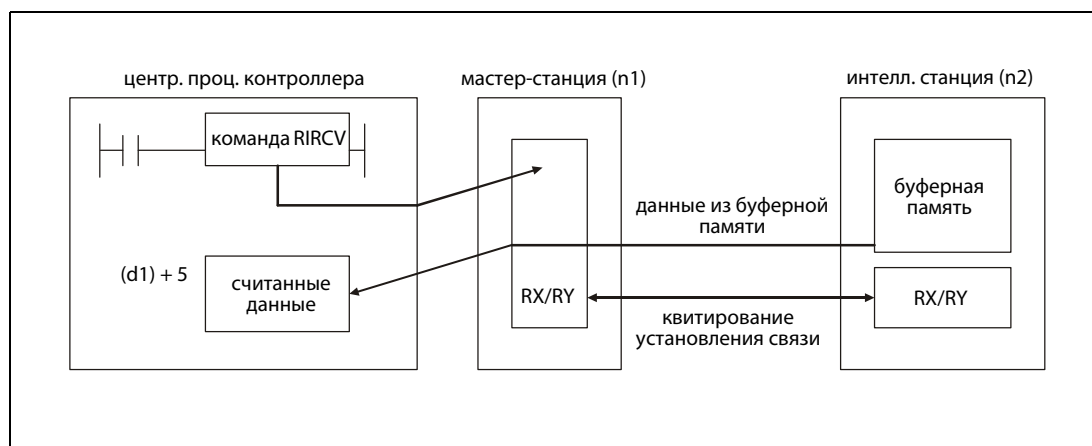 центр. проц. контроллера
мастер-станция (n1)
интелл. станция (n2)
команда RIRCV
буферная
память
данные из буферной
памяти
(d1) + 5
считанные
данные
RX/RY
RX/RY
квитирование
установления связи